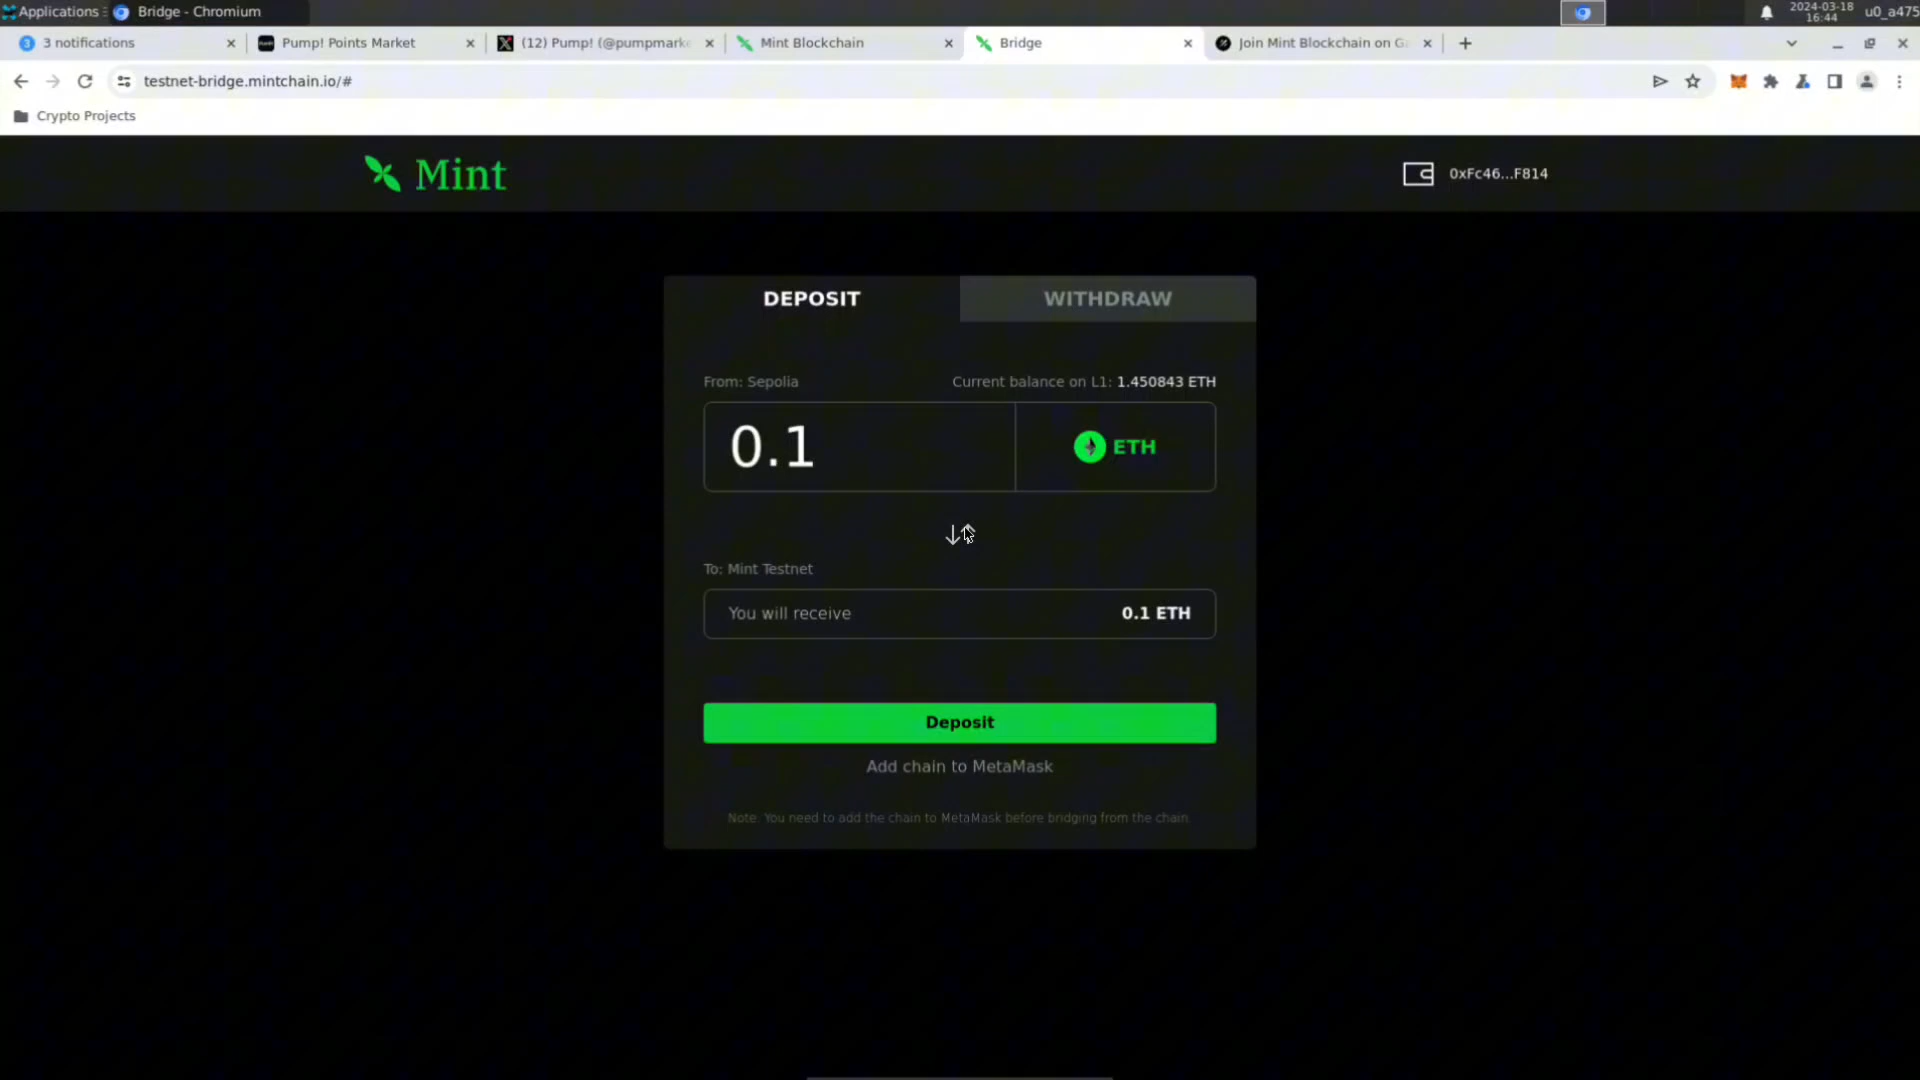 Applications
Bridge - Chromium
2024-03-18
16:44
u0_a475
3
3 notifications
Pump! Points Market
(12) Pump! (@pumpmarke
Mint Blockchain
Bridge
Join Mint Blockchain on G
testnet-bridge.mintchain.io/#
Crypto Projects
Mint
0xFc46...F814
DEPOSIT
WITHDRAW
From: Sepolia
Current balance on L1: 1.450843 ETH
0.1
ETH
To: Mint Testnet
You will receive
0.1 ETH
Deposit
Add chain to MetaMask
Note: You need to add the chain to MetaMask before bridging from the chain